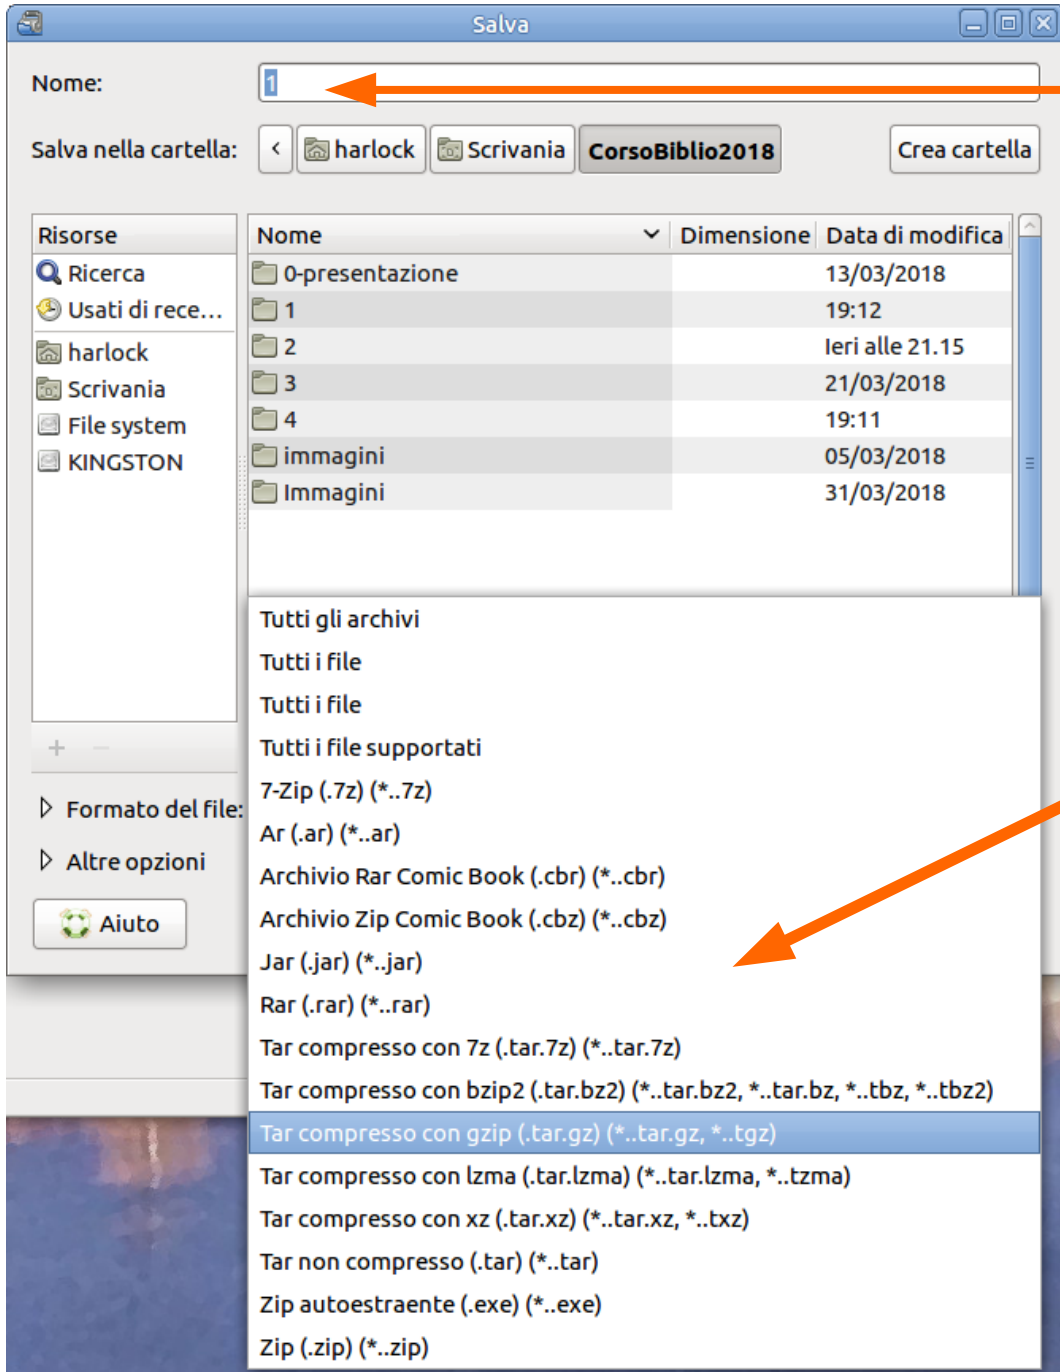 Salva
Nome: 1
Salva nella cartella: < harlock Scrivania CorsoBiblio2018 Crea cartella
Risorse
Ricerca
Usati di rece...
harlock
Scrivania
File system
KINGSTON
Nome Dimensione Data di modifica
0-presentazione 13/03/2018
1 19:12
2 Ieri alle 21.15
3 21/03/2018
4 19:11
immagini 05/03/2018
Immagini 31/03/2018
Formato del file:
Altre opzioni
Aiuto
Tutti gli archivi
Tutti i file
Tutti i file
Tutti i file supportati
7-Zip (.7z) (*..7z)
Ar (.ar) (*..ar)
Archivio Rar Comic Book (.cbr) (*..cbr)
Archivio Zip Comic Book (.cbz) (*..cbz)
Jar (.jar) (*..jar)
Rar (.rar) (*..rar)
Tar compresso con 7z (.tar.7z) (*..tar.7z)
Tar compresso con bzip2 (.tar.bz2) (*..tar.bz2, *..tar.bz, *..tbz, *..tbz2)
Tar compresso con gzip (.tar.gz) (*..tar.gz, *..tgz)
Tar compresso con lzma (.tar.lzma) (*..tar.lzma, *..tzma)
Tar compresso con xz (.tar.xz) (*..tar.xz, *..txz)
Tar non compresso (.tar) (*..tar)
Zip autoestraente (.exe) (*..exe)
Zip (.zip) (*..zip)